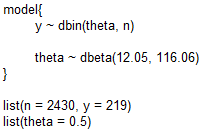 model{
y ~ dbin(theta, n)
theta ~ dbeta(12.05, 116.06)
}
list(n = 2430, y = 219)
list(theta = 0.5)